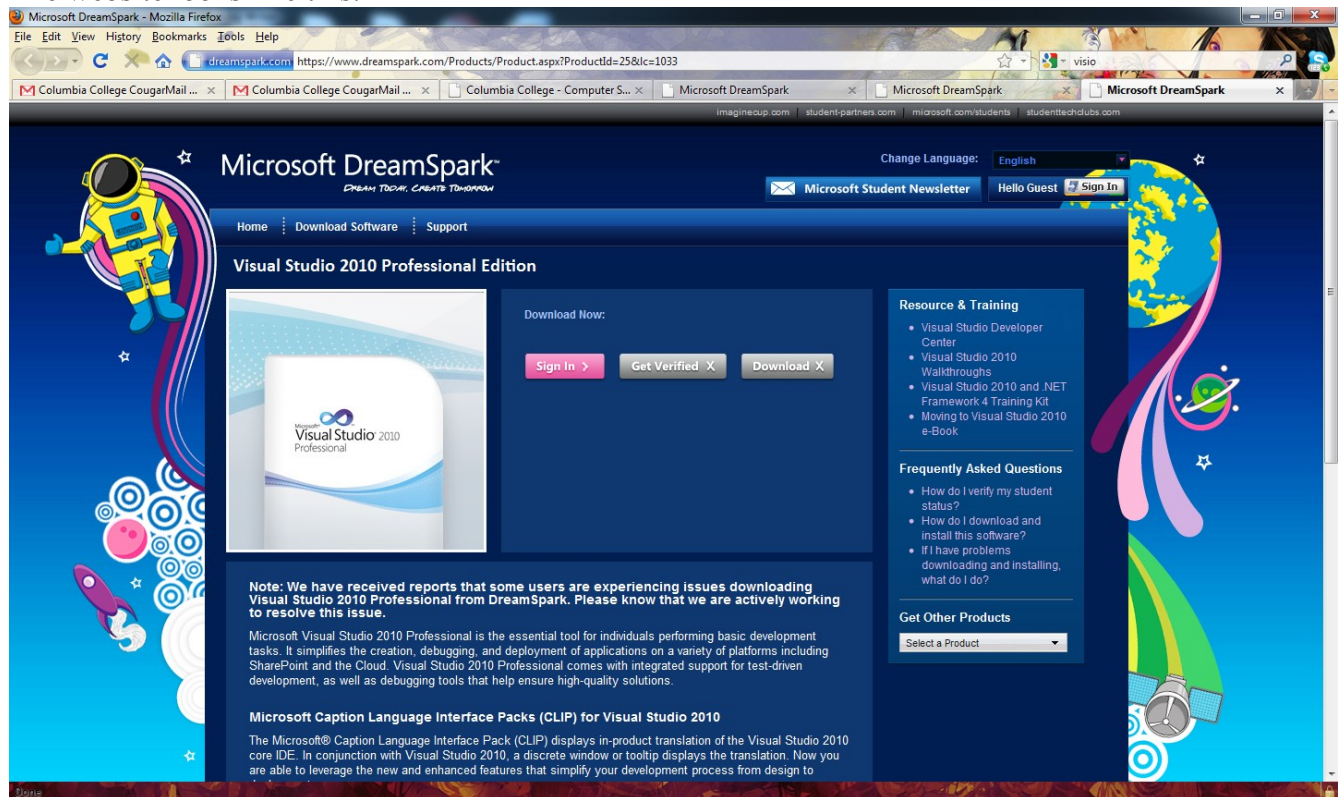 Microsoft DreamSpark - Mozilla Firefox
File Edit View History Bookmarks Tools Help
dreamspark.com https://www.dreamspark.com/Products/Product.aspx?ProductId=25&lc=1033
visio
Columbia College CougarMail ... × Columbia College CougarMail ... × Columbia College - Computer S... × Microsoft DreamSpark × Microsoft DreamSpark × Microsoft DreamSpark ×
imaginecup.com student-partners.com microsoft.com/students studenttechclubs.com
Microsoft DreamSpark™
DREAM TODAY, CREATE TOMORROW
Change Language: English
Microsoft Student Newsletter Hello Guest Sign In
Home Download Software Support
Visual Studio 2010 Professional Edition
Microsoft
Visual Studio 2010
Professional
Download Now:
Sign In > Get Verified X Download X
Resource & Training
• Visual Studio Developer
Center
• Visual Studio 2010
Walkthroughs
• Visual Studio 2010 and .NET
Framework 4 Training Kit
• Moving to Visual Studio 2010
e-Book
Frequently Asked Questions
• How do I verify my student
status?
• How do I download and
install this software?
• If I have problems
downloading and installing,
what do I do?
Get Other Products
Select a Product
Note: We have received reports that some users are experiencing issues downloading
Visual Studio 2010 Professional from DreamSpark. Please know that we are actively working
to resolve this issue.
Microsoft Visual Studio 2010 Professional is the essential tool for individuals performing basic development
tasks. It simplifies the creation, debugging, and deployment of applications on a variety of platforms including
SharePoint and the Cloud. Visual Studio 2010 Professional comes with integrated support for test-driven
development, as well as debugging tools that help ensure high-quality solutions.
Microsoft Caption Language Interface Packs (CLIP) for Visual Studio 2010
The Microsoft® Caption Language Interface Pack (CLIP) displays in-product translation of the Visual Studio 2010
core IDE. In conjunction with Visual Studio 2010, a discrete window or tooltip displays the translation. Now you
are able to leverage the new and enhanced features that simplify your development process from design to
Done